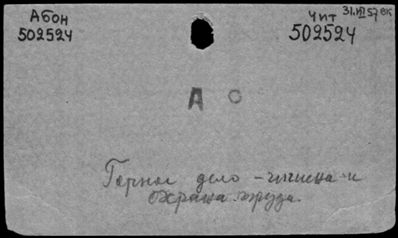 Абон
502524
Чит 31.VII 57
502524
А О
Горное дело - гигиена и
охрана труда.